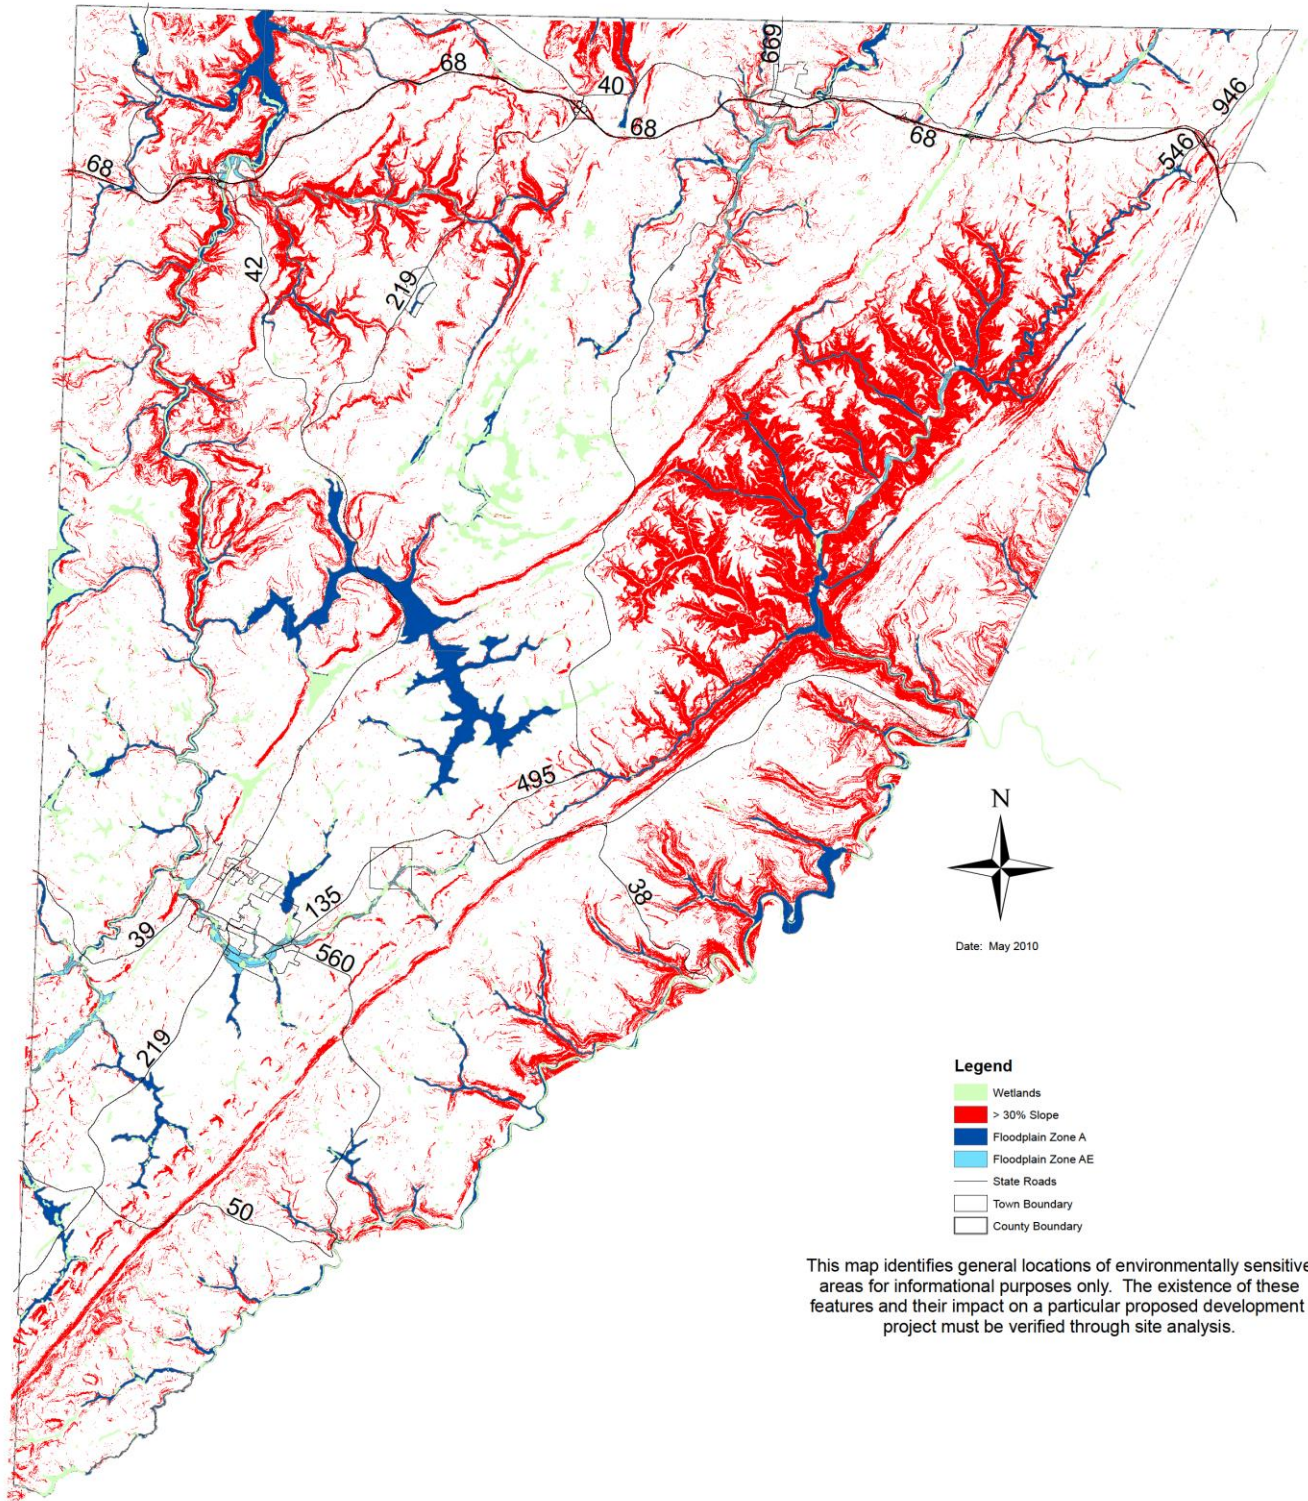 669
68
40
68
946
68
546
68
42
219
495
N
38
135
39
Date: May 2010
560
219
Legend
Wetlands
> 30% Slope
Floodplain Zone A
Floodplain Zone AE
State Roads
Town Boundary
50
County Boundary
This map identifies general locations of environmentally sensitive
areas for informational purposes only. The existence of these
features and their impact on a particular proposed development
project must be verified through site analysis.